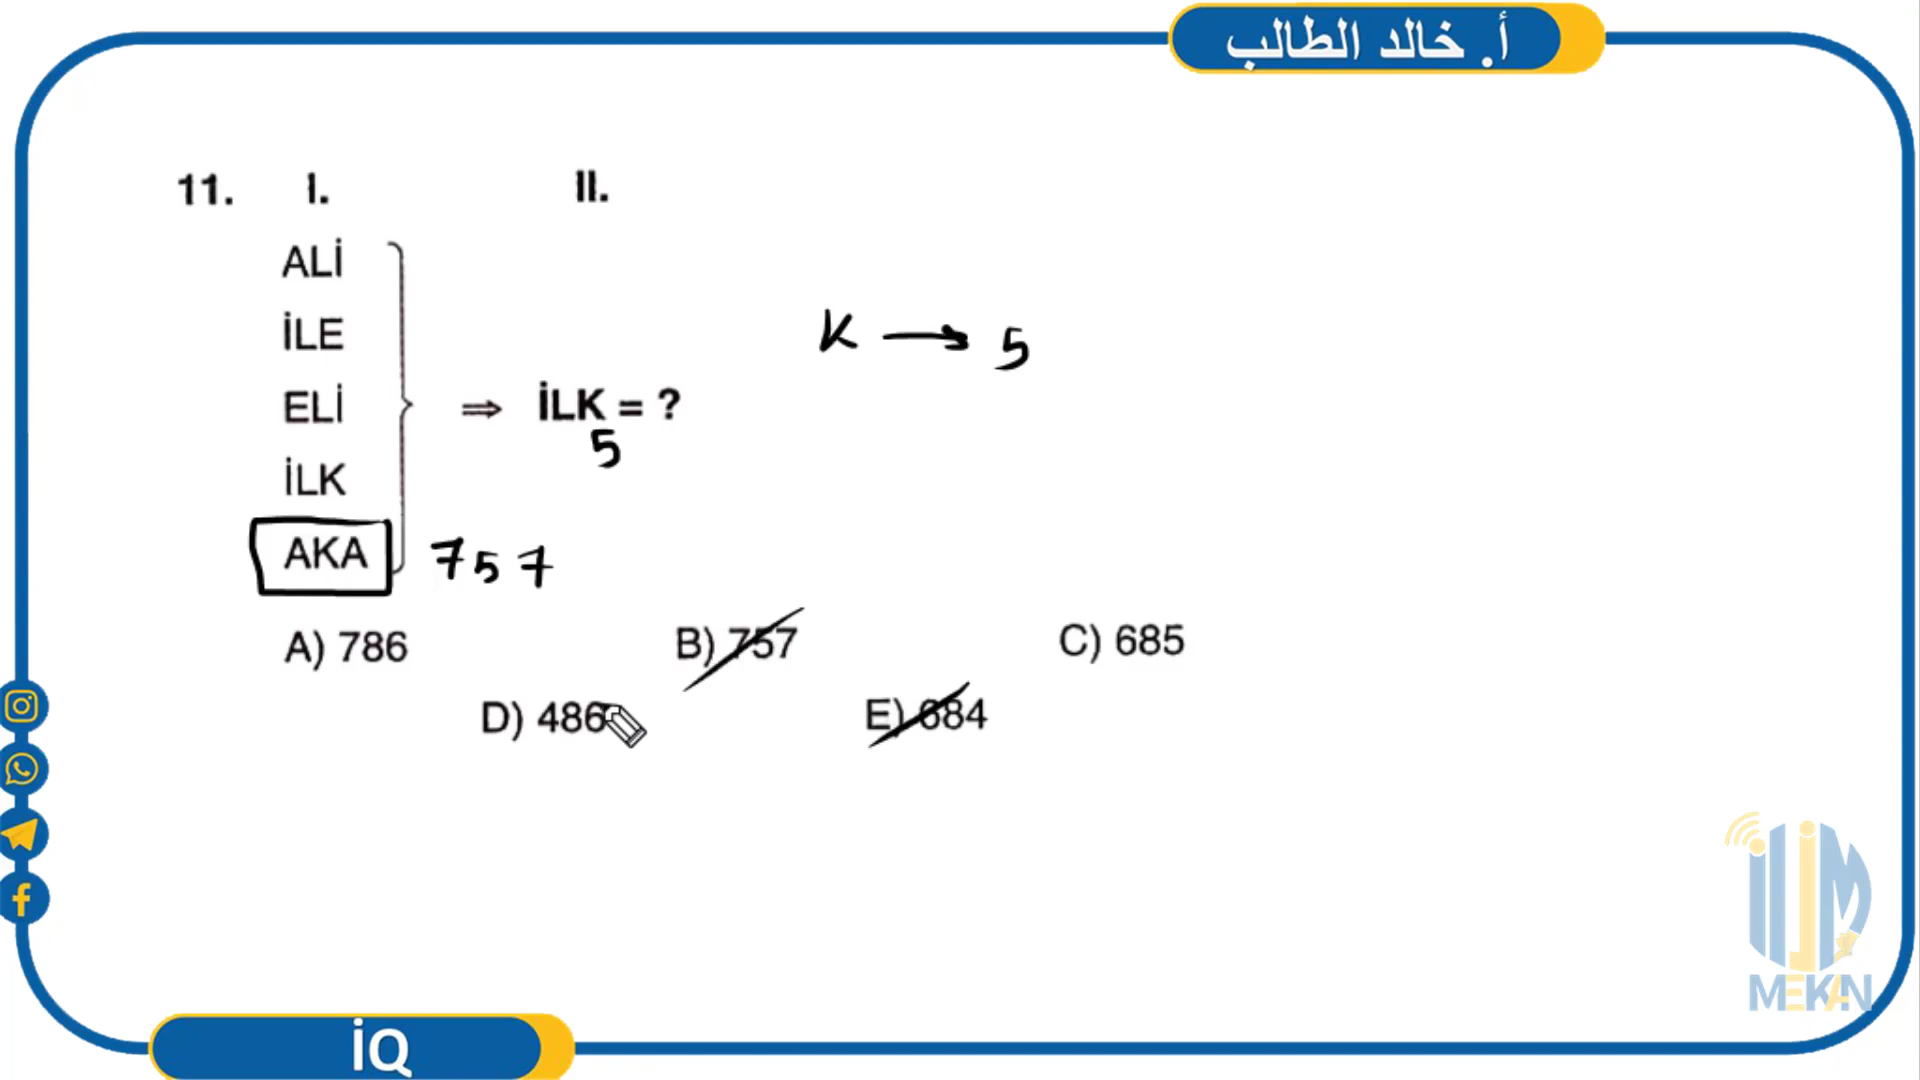 أ. خالد الطالب
11. I. II.
ALİ
İLE
K → 5
ELİ
⇒ İLK = ?
5
İLK
AKA 757
A) 786 B) 757 C) 685
D) 486 E) 684
iLiM
MEKAN
İQ